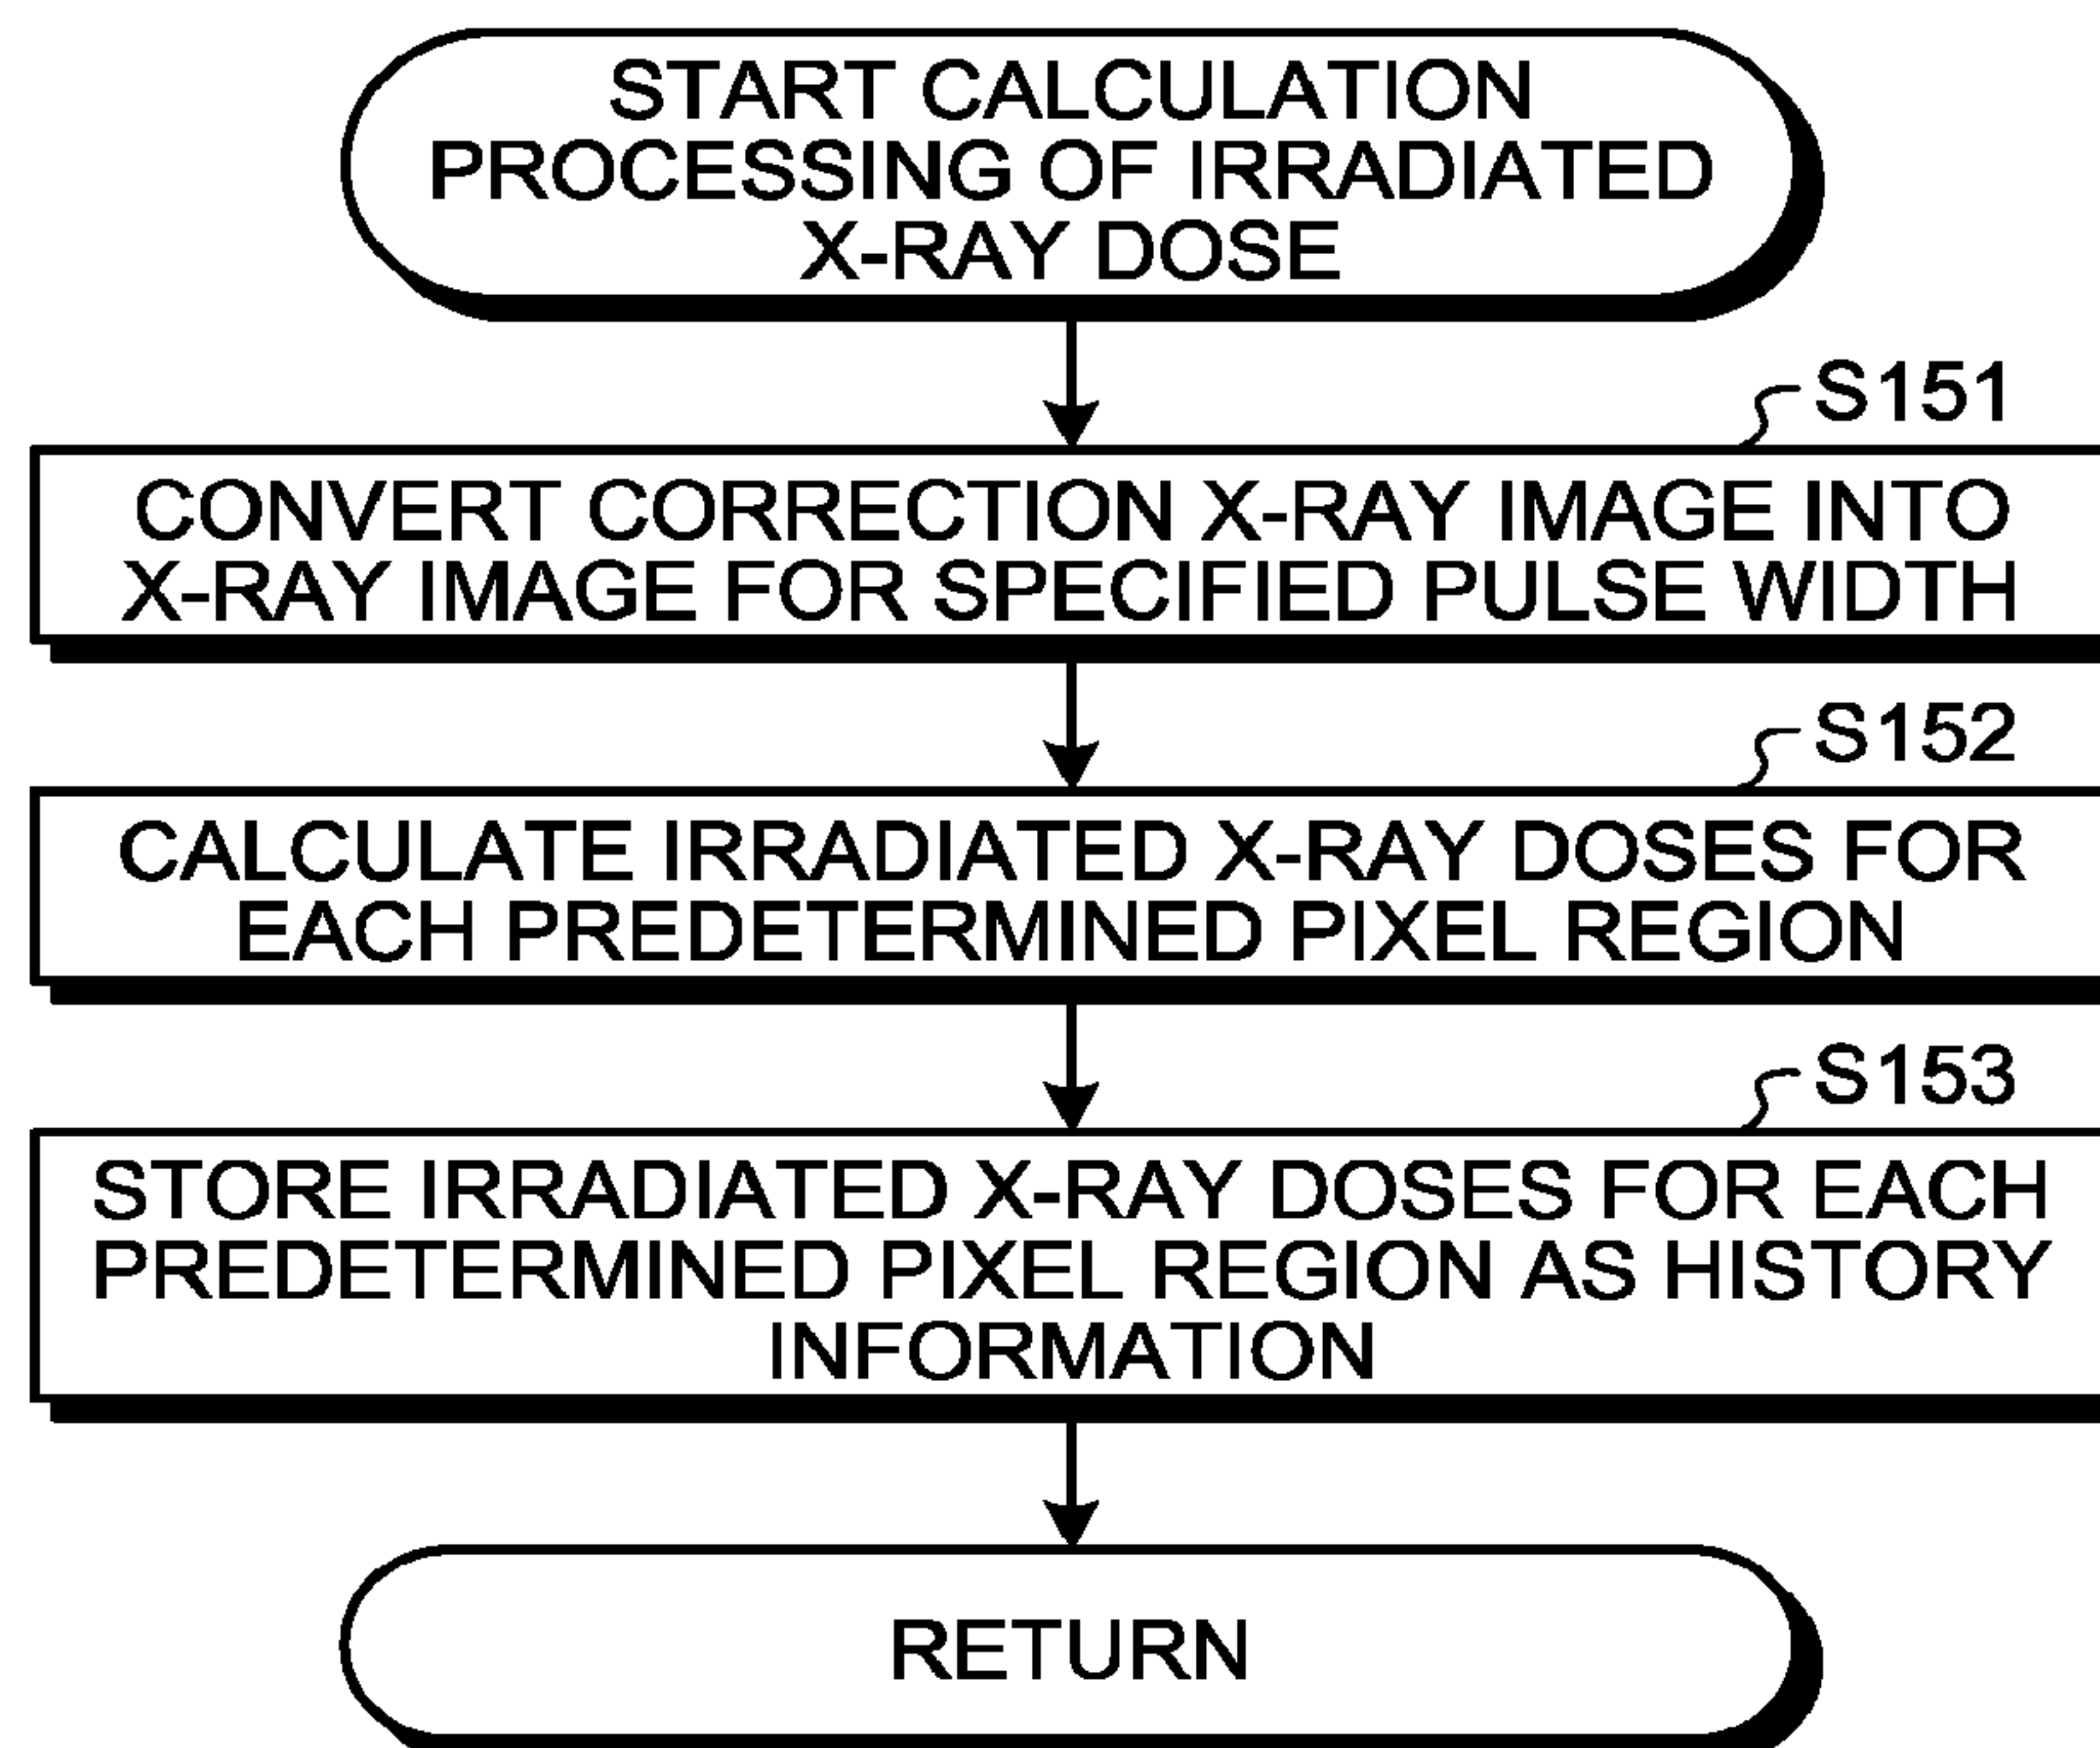 START CALCULATION
PROCESSING OF IRRADIATED
X-RAY DOSE
S151
CONVERT CORRECTION X-RAY IMAGE INTO
X-RAY IMAGE FOR SPECIFIED PULSE WIDTH
S152
CALCULATE IRRADIATED X-RAY DOSES FOR
EACH PREDETERMINED PIXEL REGION
S153
STORE IRRADIATED X-RAY DOSES FOR EACH
PREDETERMINED PIXEL REGION AS HISTORY
INFORMATION
RETURN